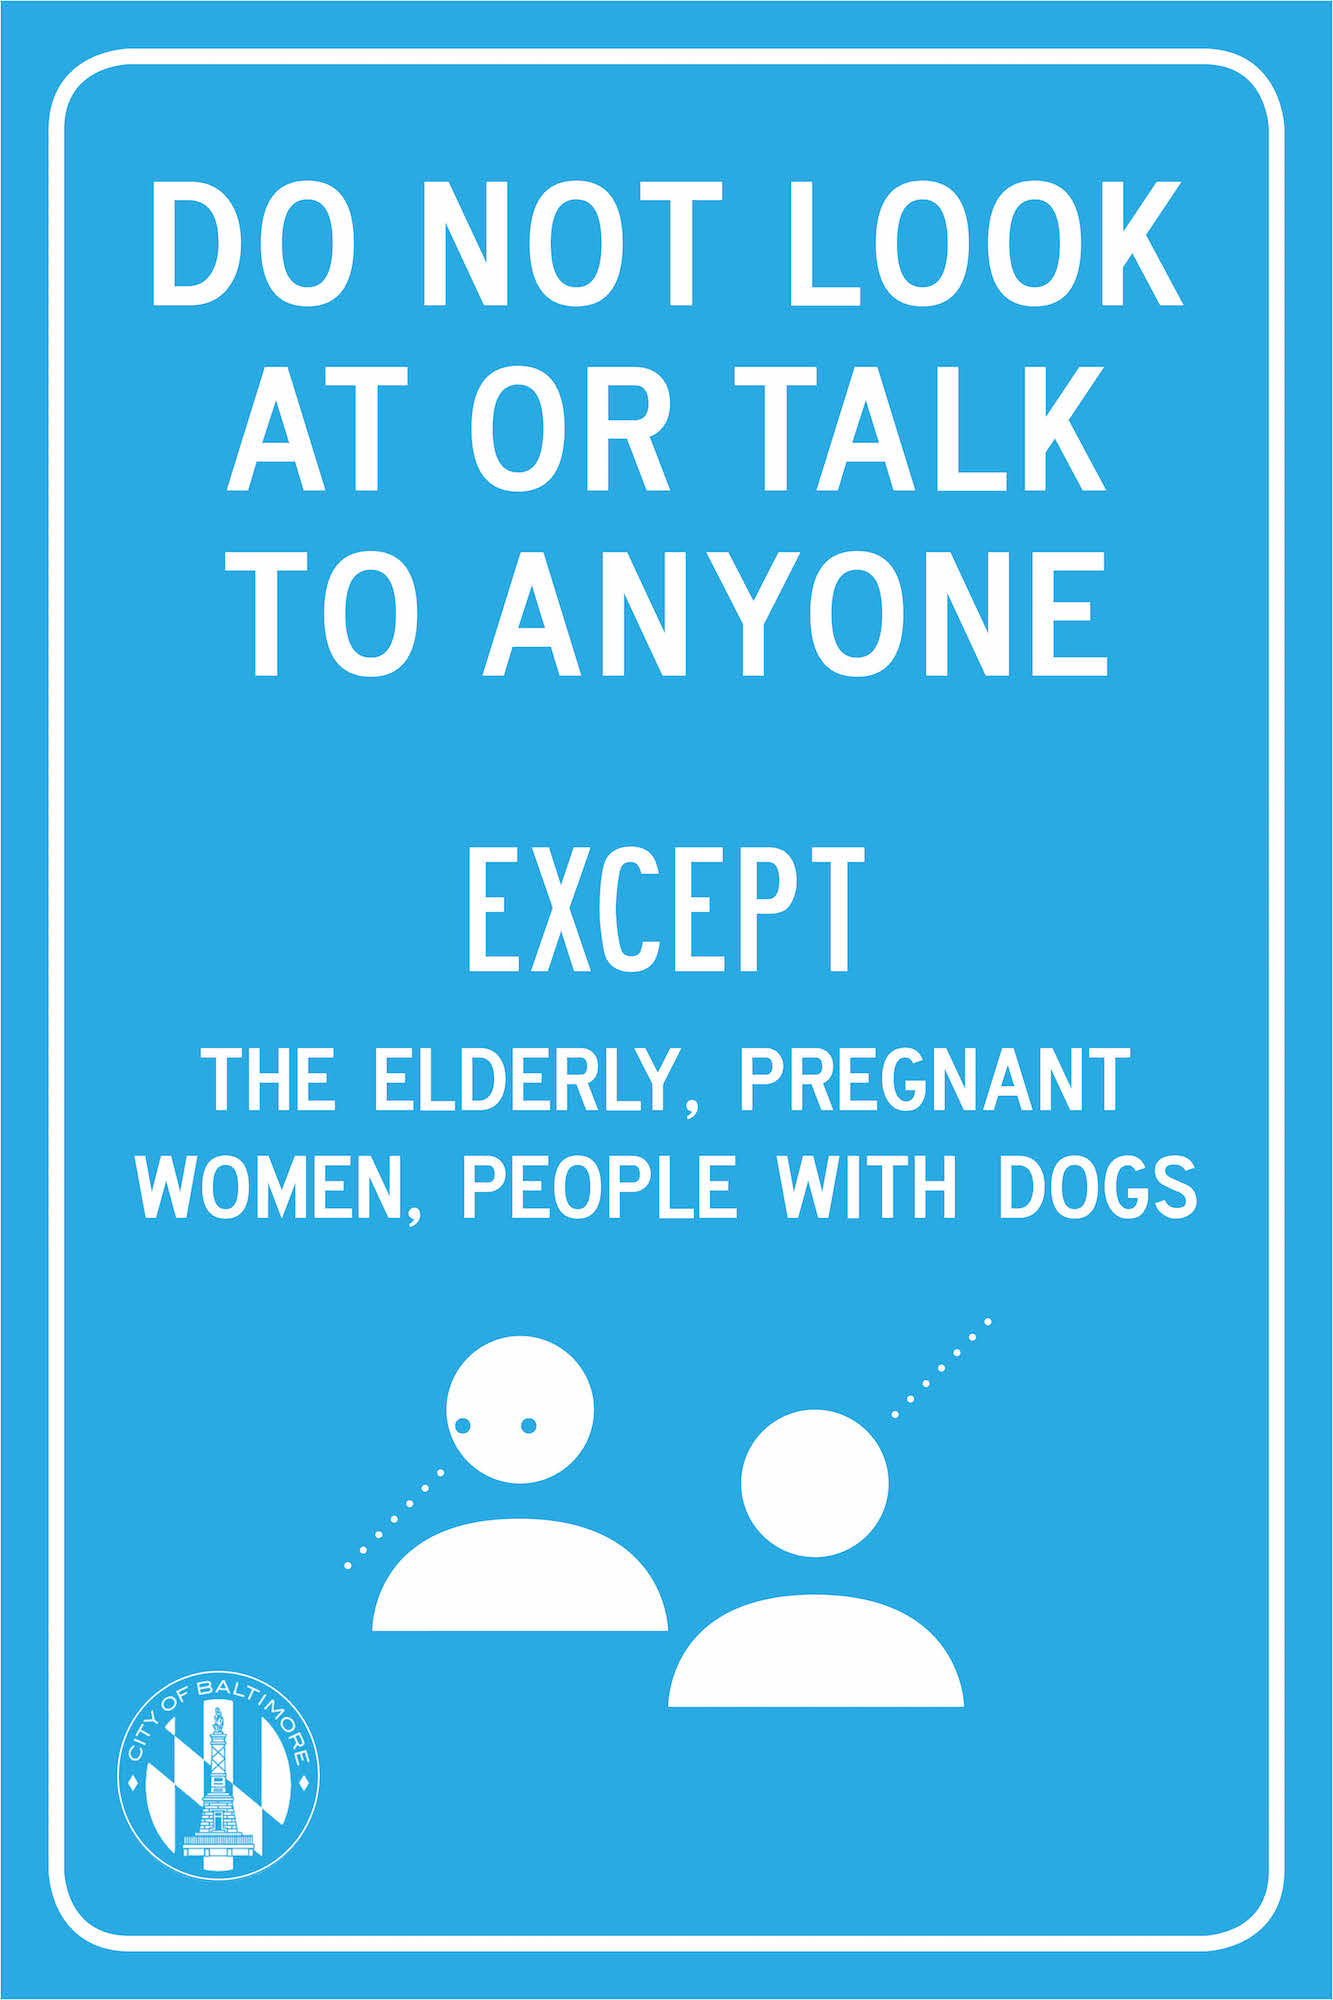 DO NOT LOOK
AT OR TALK
TO ANYONE
EXCEPT
THE ELDERLY, PREGNANT
WOMEN, PEOPLE WITH DOGS
CITY OF BALTIMORE